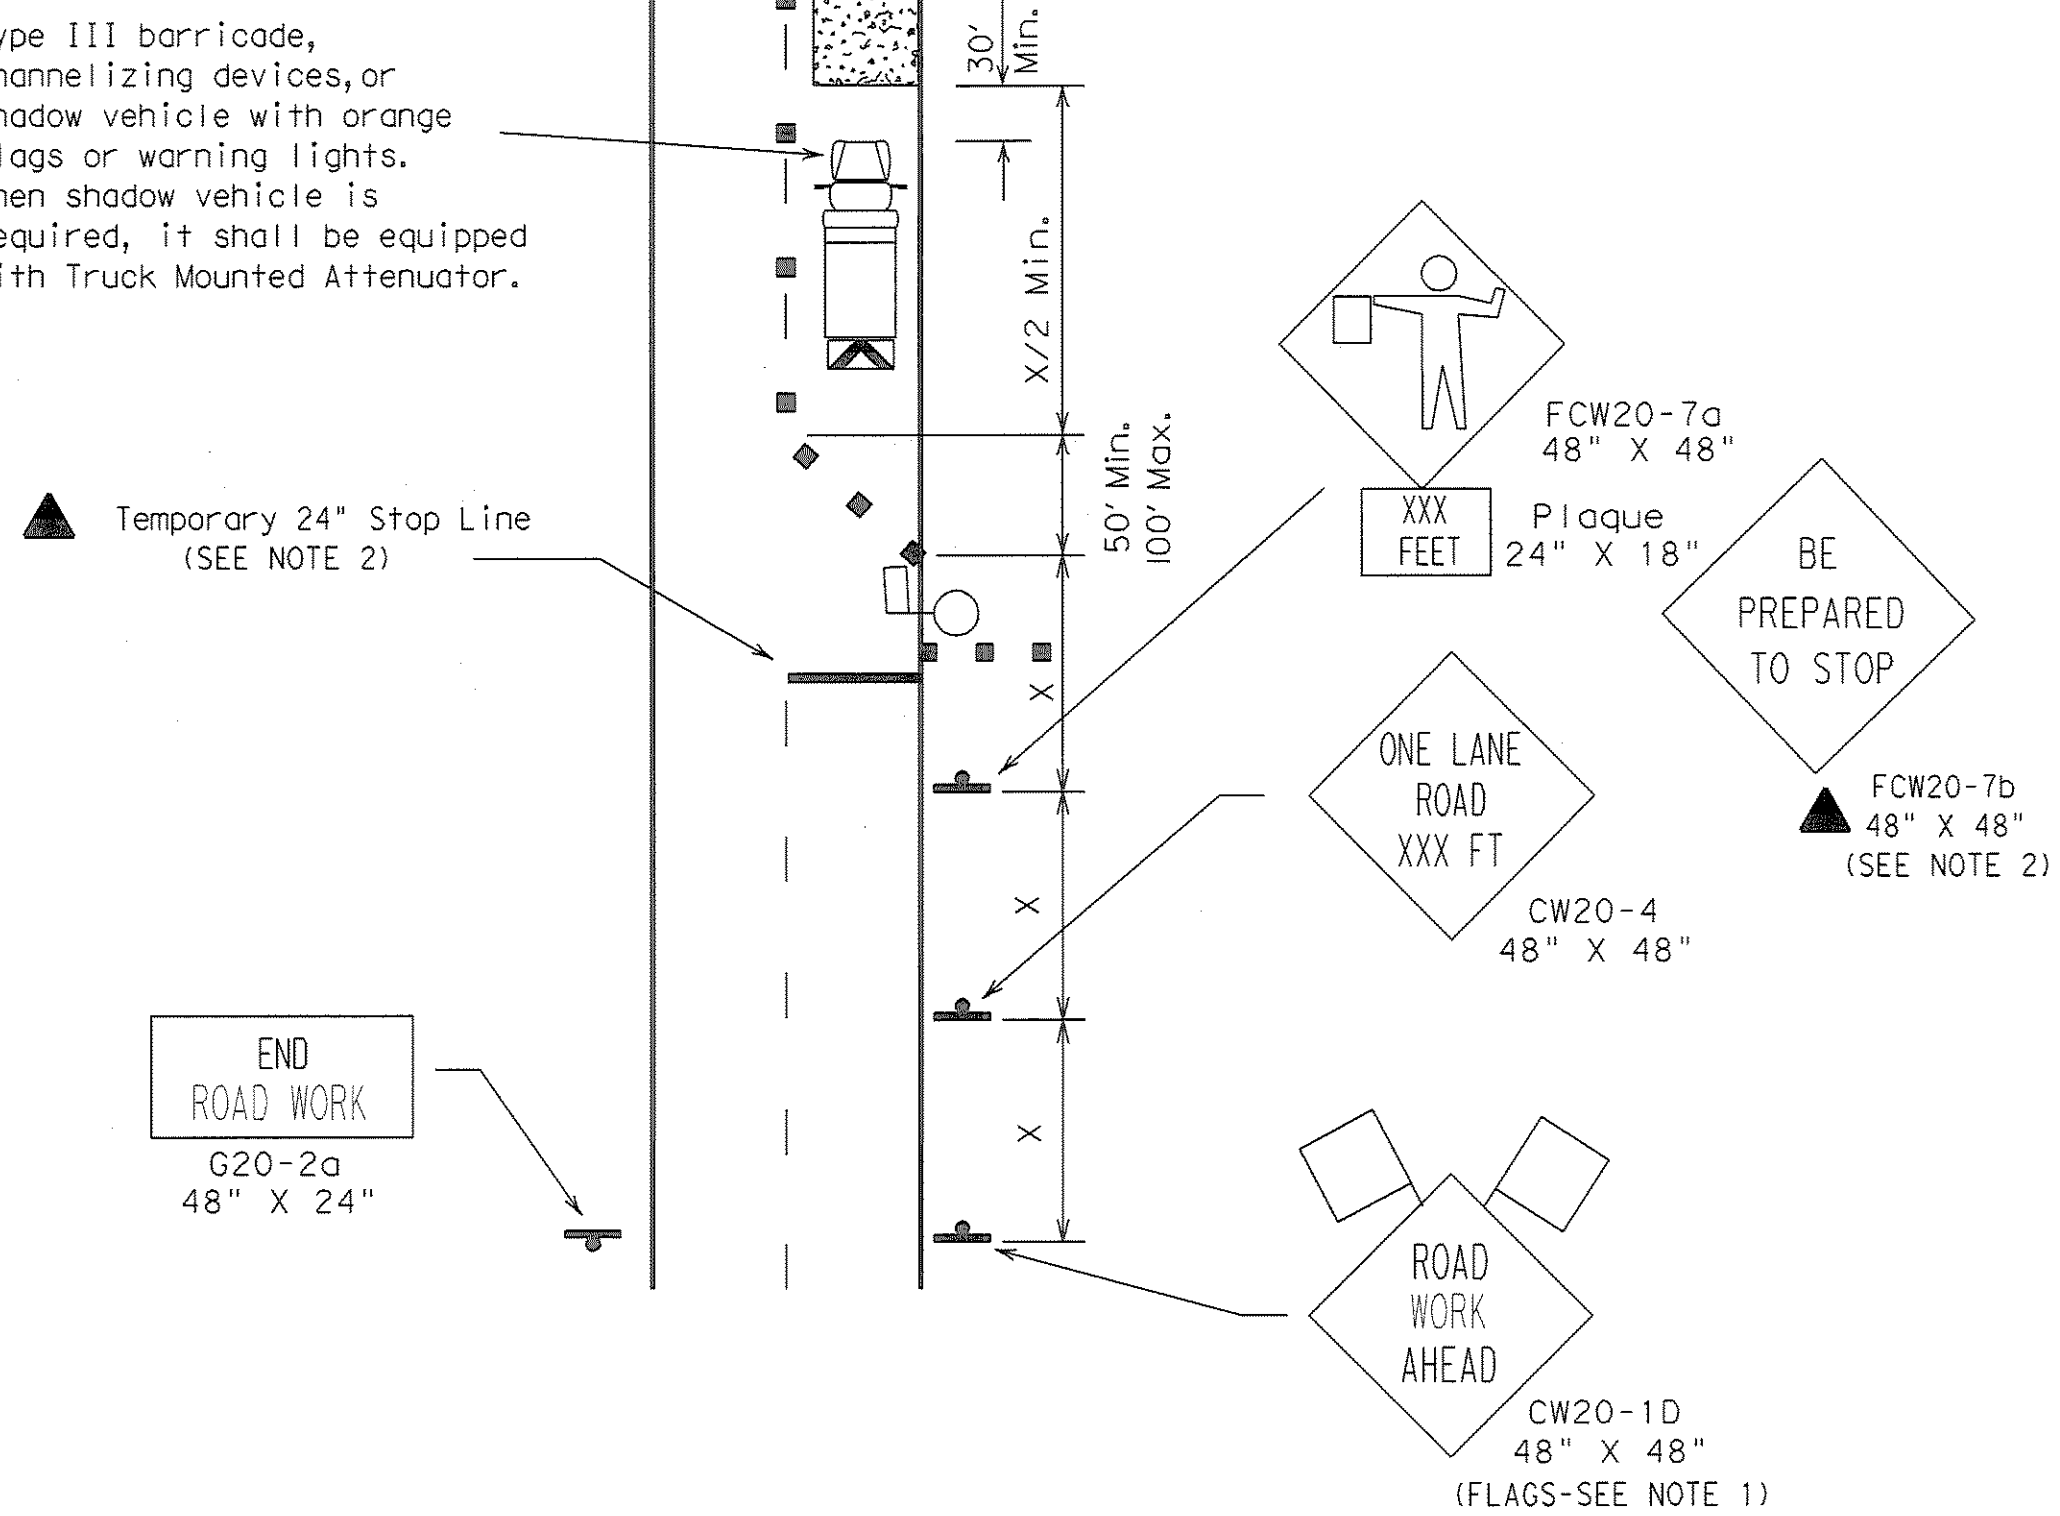 ype III barricade,
hannelizing devices,or
hadow vehicle with orange
lags or warning lights.
hen shadow vehicle is
equired, it shall be equipped
ith Truck Mounted Attenuator.
30'
Min.
X/2 Min.
50' Min.
100' Max.
FCW20-7a
48" X 48"
XXX
FEET
Plaque
24" X 18"
Temporary 24" Stop Line
(SEE NOTE 2)
BE
PREPARED
TO STOP
FCW20-7b
48" X 48"
(SEE NOTE 2)
X
ONE LANE
ROAD
XXX FT
CW20-4
48" X 48"
X
END
ROAD WORK
G20-2a
48" X 24"
X
ROAD
WORK
AHEAD
CW20-1D
48" X 48"
(FLAGS-SEE NOTE 1)